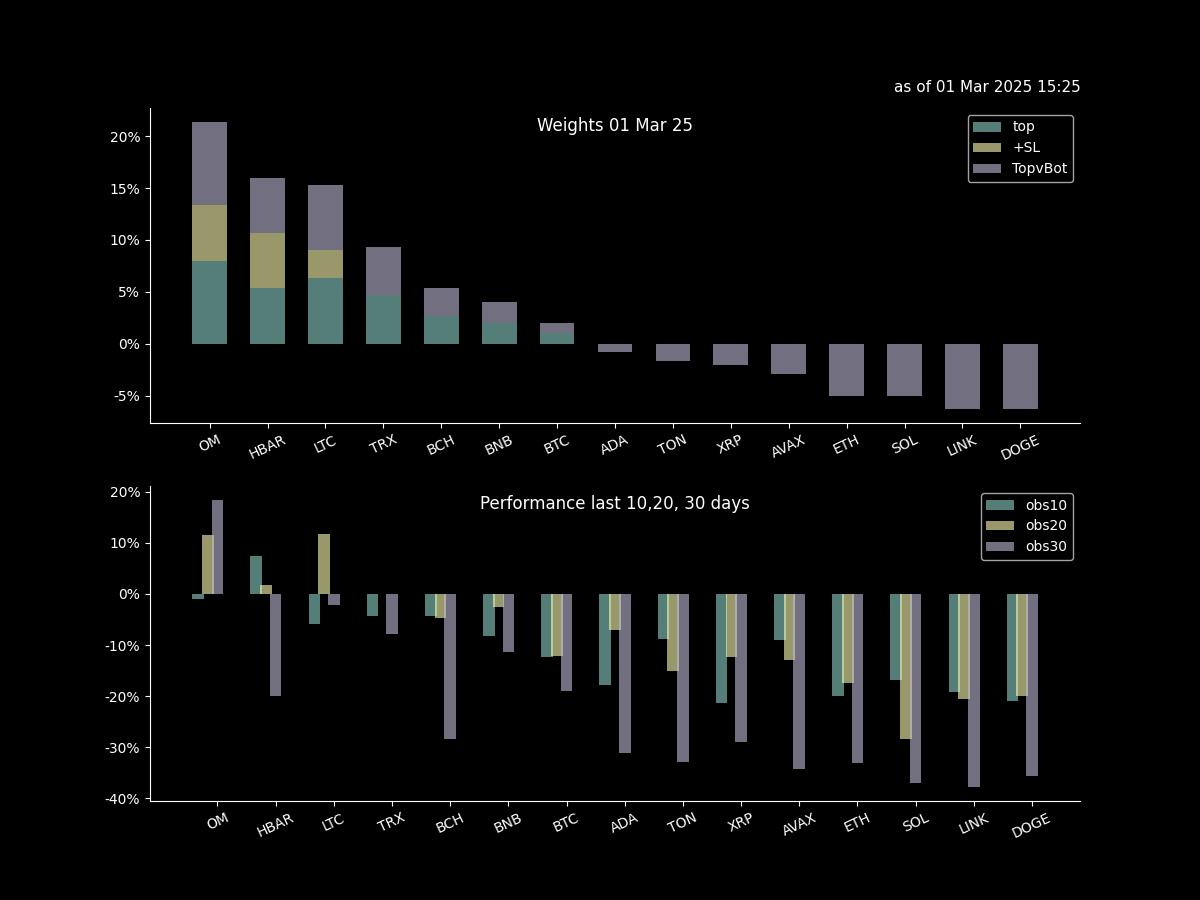 as of 01 Mar 2025 15:25
Weights 01 Mar 25
top
+SL
TopvBot
20%
15%
10%
5%
0%
-5%
OM HBAR LTC TRX BCH BNB BTC ADA TON XRP AVAX ETH SOL LINK DOGE
Performance last 10,20, 30 days
obs10
obs20
obs30
20%
10%
0%
-10%
-20%
-30%
-40%
OM HBAR LTC TRX BCH BNB BTC ADA TON XRP AVAX ETH SOL LINK DOGE